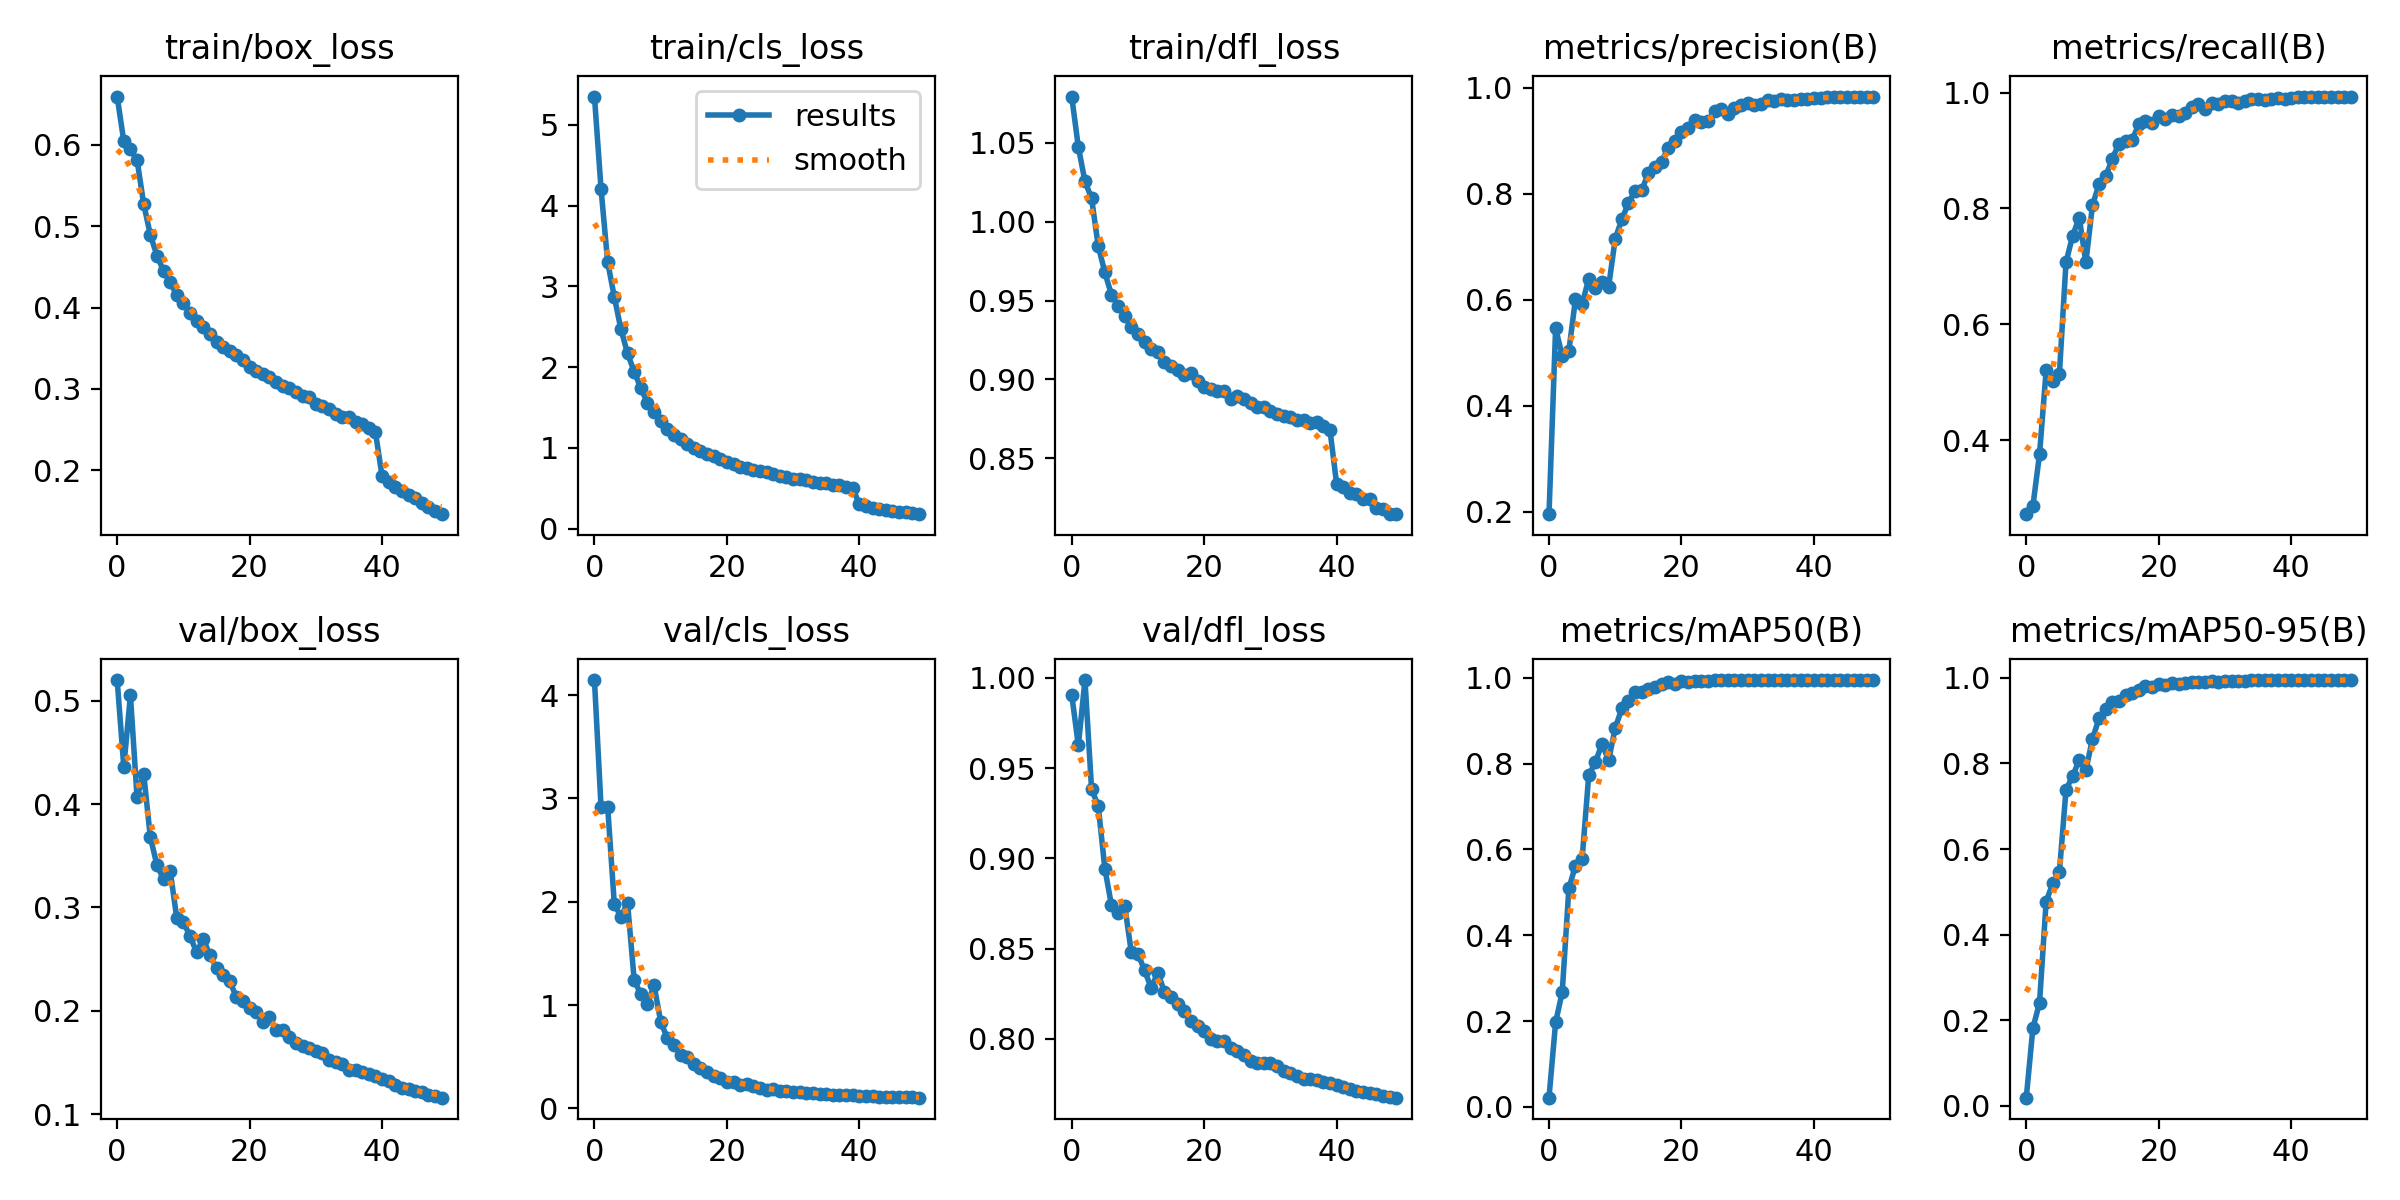 train/box_loss
0.6
0.5
0.4
0.3
0.2
0 20 40
train/cls_loss
results
smooth
5
4
3
2
1
0
0 20 40
train/dfl_loss
1.05
1.00
0.95
0.90
0.85
0 20 40
metrics/precision(B)
1.0
0.8
0.6
0.4
0.2
0 20 40
metrics/recall(B)
1.0
0.8
0.6
0.4
0 20 40
val/box_loss
0.5
0.4
0.3
0.2
0.1
0 20 40
val/cls_loss
4
3
2
1
0
0 20 40
val/dfl_loss
1.00
0.95
0.90
0.85
0.80
0 20 40
metrics/mAP50(B)
1.0
0.8
0.6
0.4
0.2
0.0
0 20 40
metrics/mAP50-95(B)
1.0
0.8
0.6
0.4
0.2
0.0
0 20 40